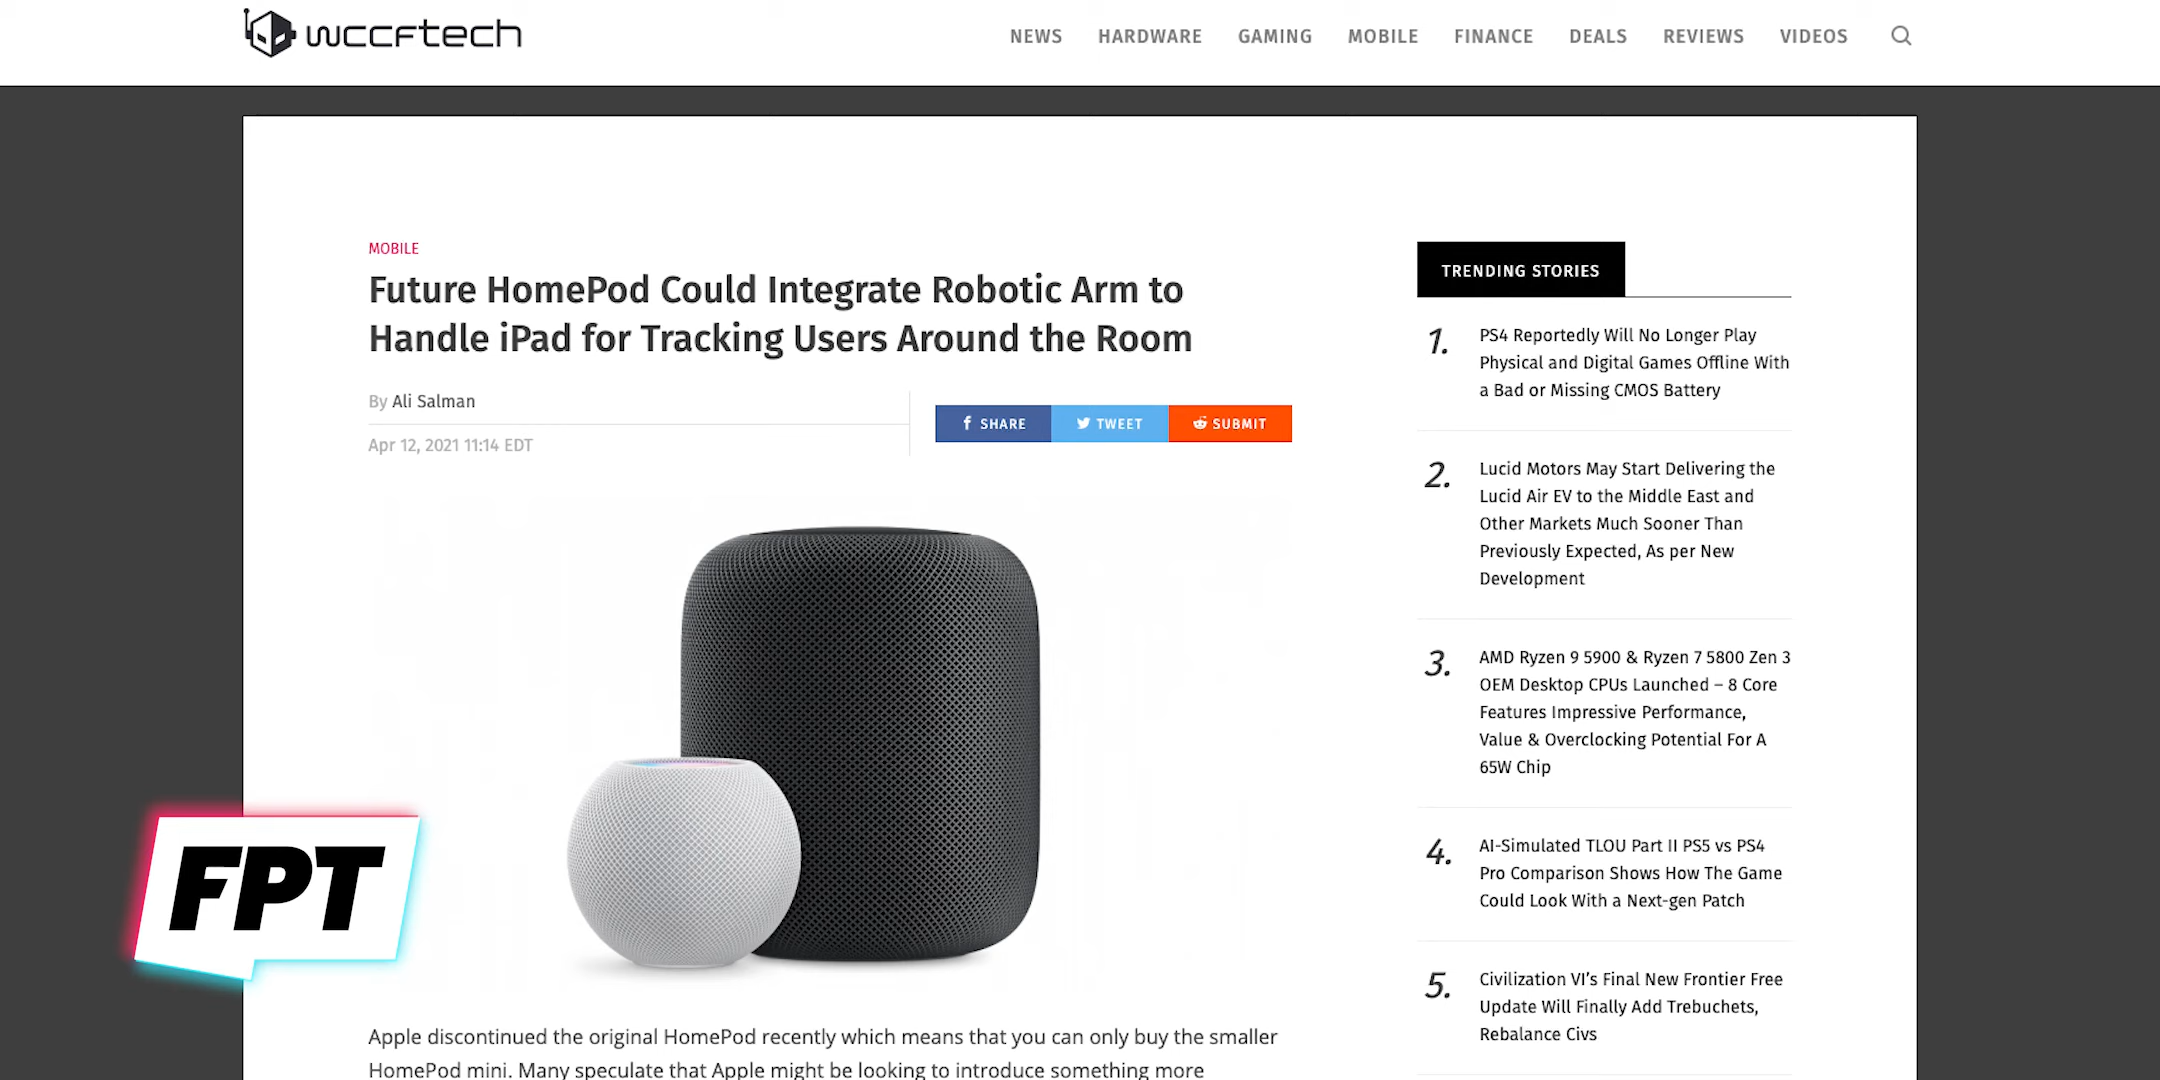 wccftech
NEWS HARDWARE GAMING MOBILE FINANCE DEALS REVIEWS VIDEOS
MOBILE
Future HomePod Could Integrate Robotic Arm to
Handle iPad for Tracking Users Around the Room
By Ali Salman
Apr 12, 2021 11:14 EDT
SHARE TWEET SUBMIT
Apple discontinued the original HomePod recently which means that you can only buy the smaller
HomePod mini. Many speculate that Apple might be looking to introduce something more
TRENDING STORIES
1. PS4 Reportedly Will No Longer Play
Physical and Digital Games Offline With
a Bad or Missing CMOS Battery
2. Lucid Motors May Start Delivering the
Lucid Air EV to the Middle East and
Other Markets Much Sooner Than
Previously Expected, As per New
Development
3. AMD Ryzen 9 5900 & Ryzen 7 5800 Zen 3
OEM Desktop CPUs Launched – 8 Core
Features Impressive Performance,
Value & Overclocking Potential For A
65W Chip
4. AI-Simulated TLOU Part II PS5 vs PS4
Pro Comparison Shows How The Game
Could Look With a Next-gen Patch
5. Civilization VI’s Final New Frontier Free
Update Will Finally Add Trebuchets,
Rebalance Civs
FPT